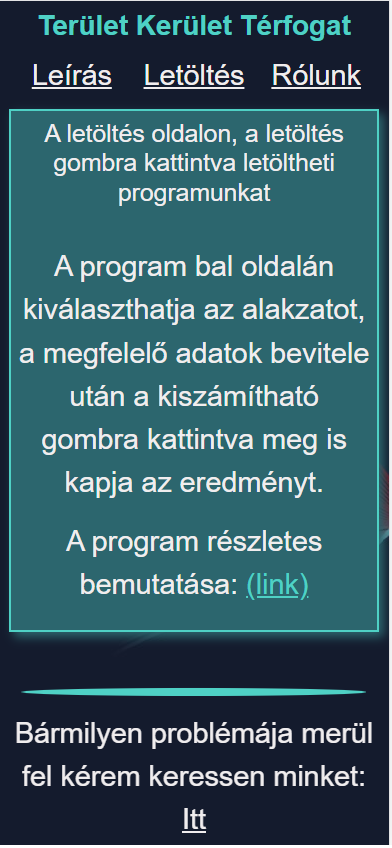 Terület Kerület Térfogat
Leírás Letöltés Rólunk
A letöltés oldalon, a letöltés
gombra kattintva letöltheti
programunkat
A program bal oldalán
kiválaszthatja az alakzatot,
a megfelelő adatok bevitele
után a kiszámítható
gombra kattintva meg is
kapja az eredményt.
A program részletes
bemutatása: (link)
Bármilyen problémája merül
fel kérem keressen minket:
Itt